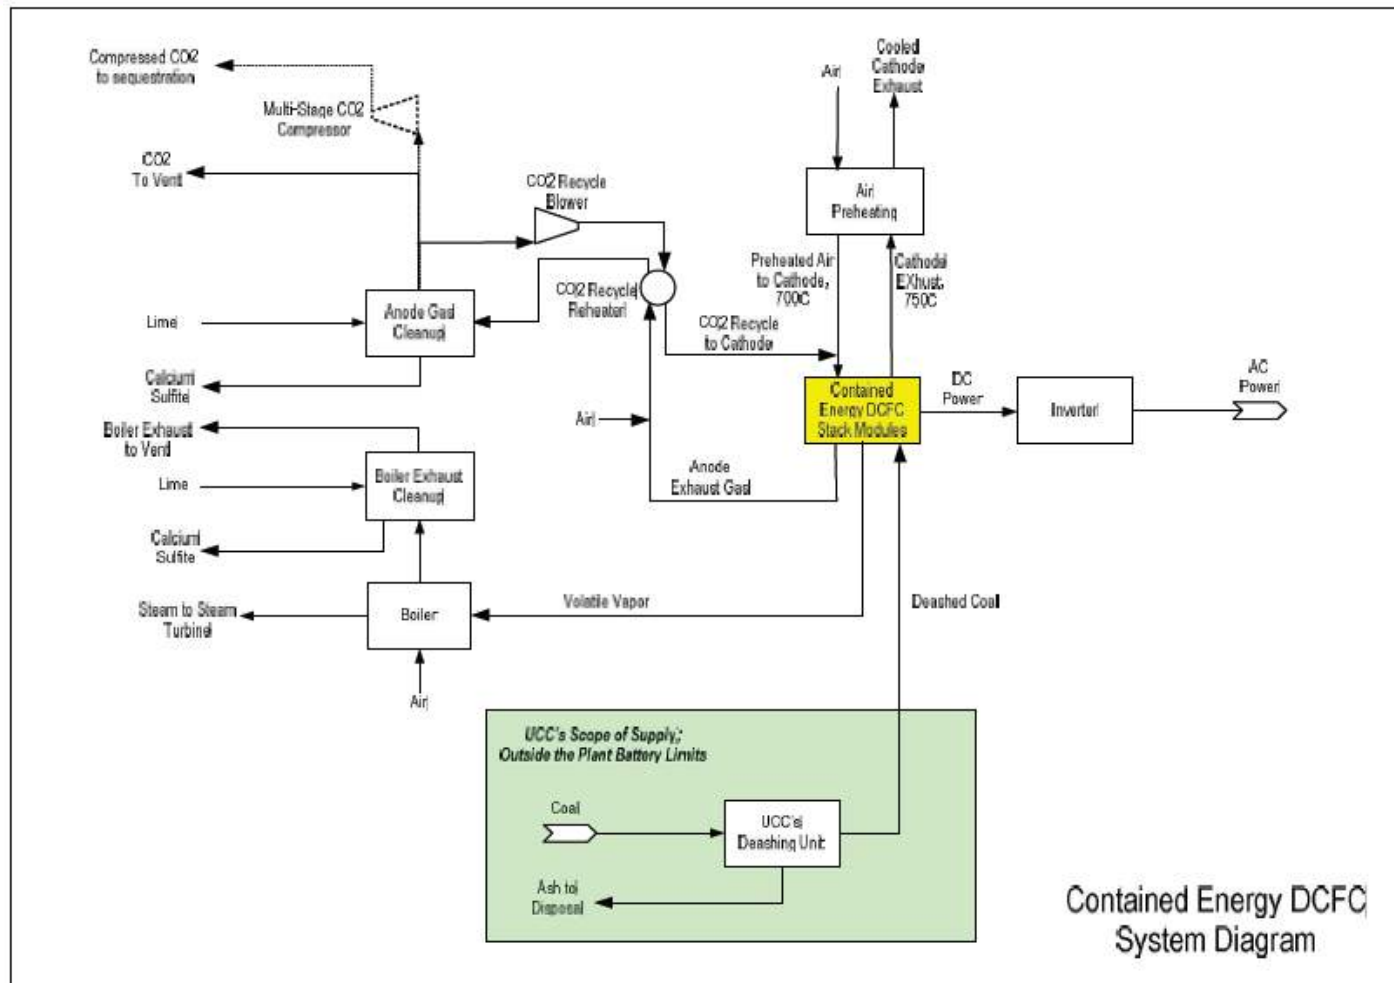 Compressed CO2
to sequestration
Multi-Stage CO2
Compressor
CO2
To Vent
CO2 Recycle
Blower
Air
Cooled
Cathode
Exhaust
Air
Preheating
Preheated Air
to Cathode,
700C
Cathode
EXhust,
750C
CO2 Recycle
Reheater
CO2 Recycle
to Cathode
Lime
Anode Gas
Cleanup
Calcium
Sulfite
Boiler Exhaust
to Vent
Lime
Boiler Exhaust
Cleanup
Calcium
Sulfite
Air
Anode
Exhaust Gas
Contained
Energy DCFC
Stack Modules
DC
Power
Inverter
AC
Power
Steam to Steam
Turbine
Boiler
Volatile Vapor
Deashed Coal
Air
UCC's Scope of Supply;
Outside the Plant Battery Limits
Coal
UCC's
Deashing Unit
Ash to
Disposal
Contained Energy DCFC
System Diagram